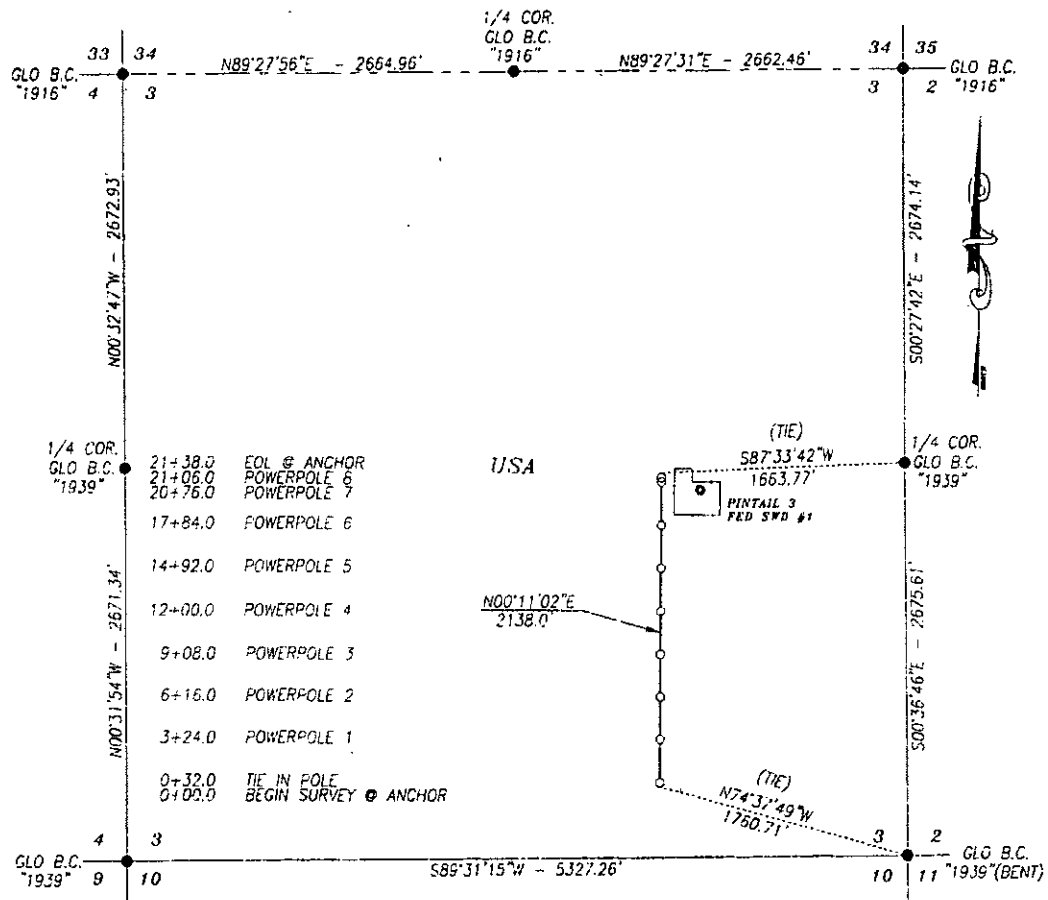 1/4 COR.
GLO B.C.
"1916"
33 34
34 35
GLO B.C.
"1916"
4 3
N89°27'56"E - 2664.96'
N89°27'31"E - 2662.46'
3 2
GLO B.C.
"1916"
N00°32'47"W - 2672.93'
S00°27'42"E - 2674.14'
1/4 COR.
GLO B.C.
"1939"
USA
(TIE)
S87°33'42"W
1663.77'
GLO B.C.
"1939"
1/4 COR.
PINTAIL 3
FED SWD #1
21+38.0 EOL @ ANCHOR
21+06.0 POWERPOLE 8
20+76.0 POWERPOLE 7
17+84.0 POWERPOLE 6
14+92.0 POWERPOLE 5
12+00.0 POWERPOLE 4
9+08.0 POWERPOLE 3
6+16.0 POWERPOLE 2
3+24.0 POWERPOLE 1
0+32.0 TIE IN POLE
0+00.0 BEGIN SURVEY @ ANCHOR
N00°11'02"E
2138.0'
N00°31'54"W - 2671.34'
S00°36'46"E - 2675.61'
(TIE)
N74°37'49"W
1760.71'
4 3
GLO B.C.
"1939"
9 10
S89°31'15"W - 5327.26'
3 2
10 11
GLO B.C.
"1939"(BENT)